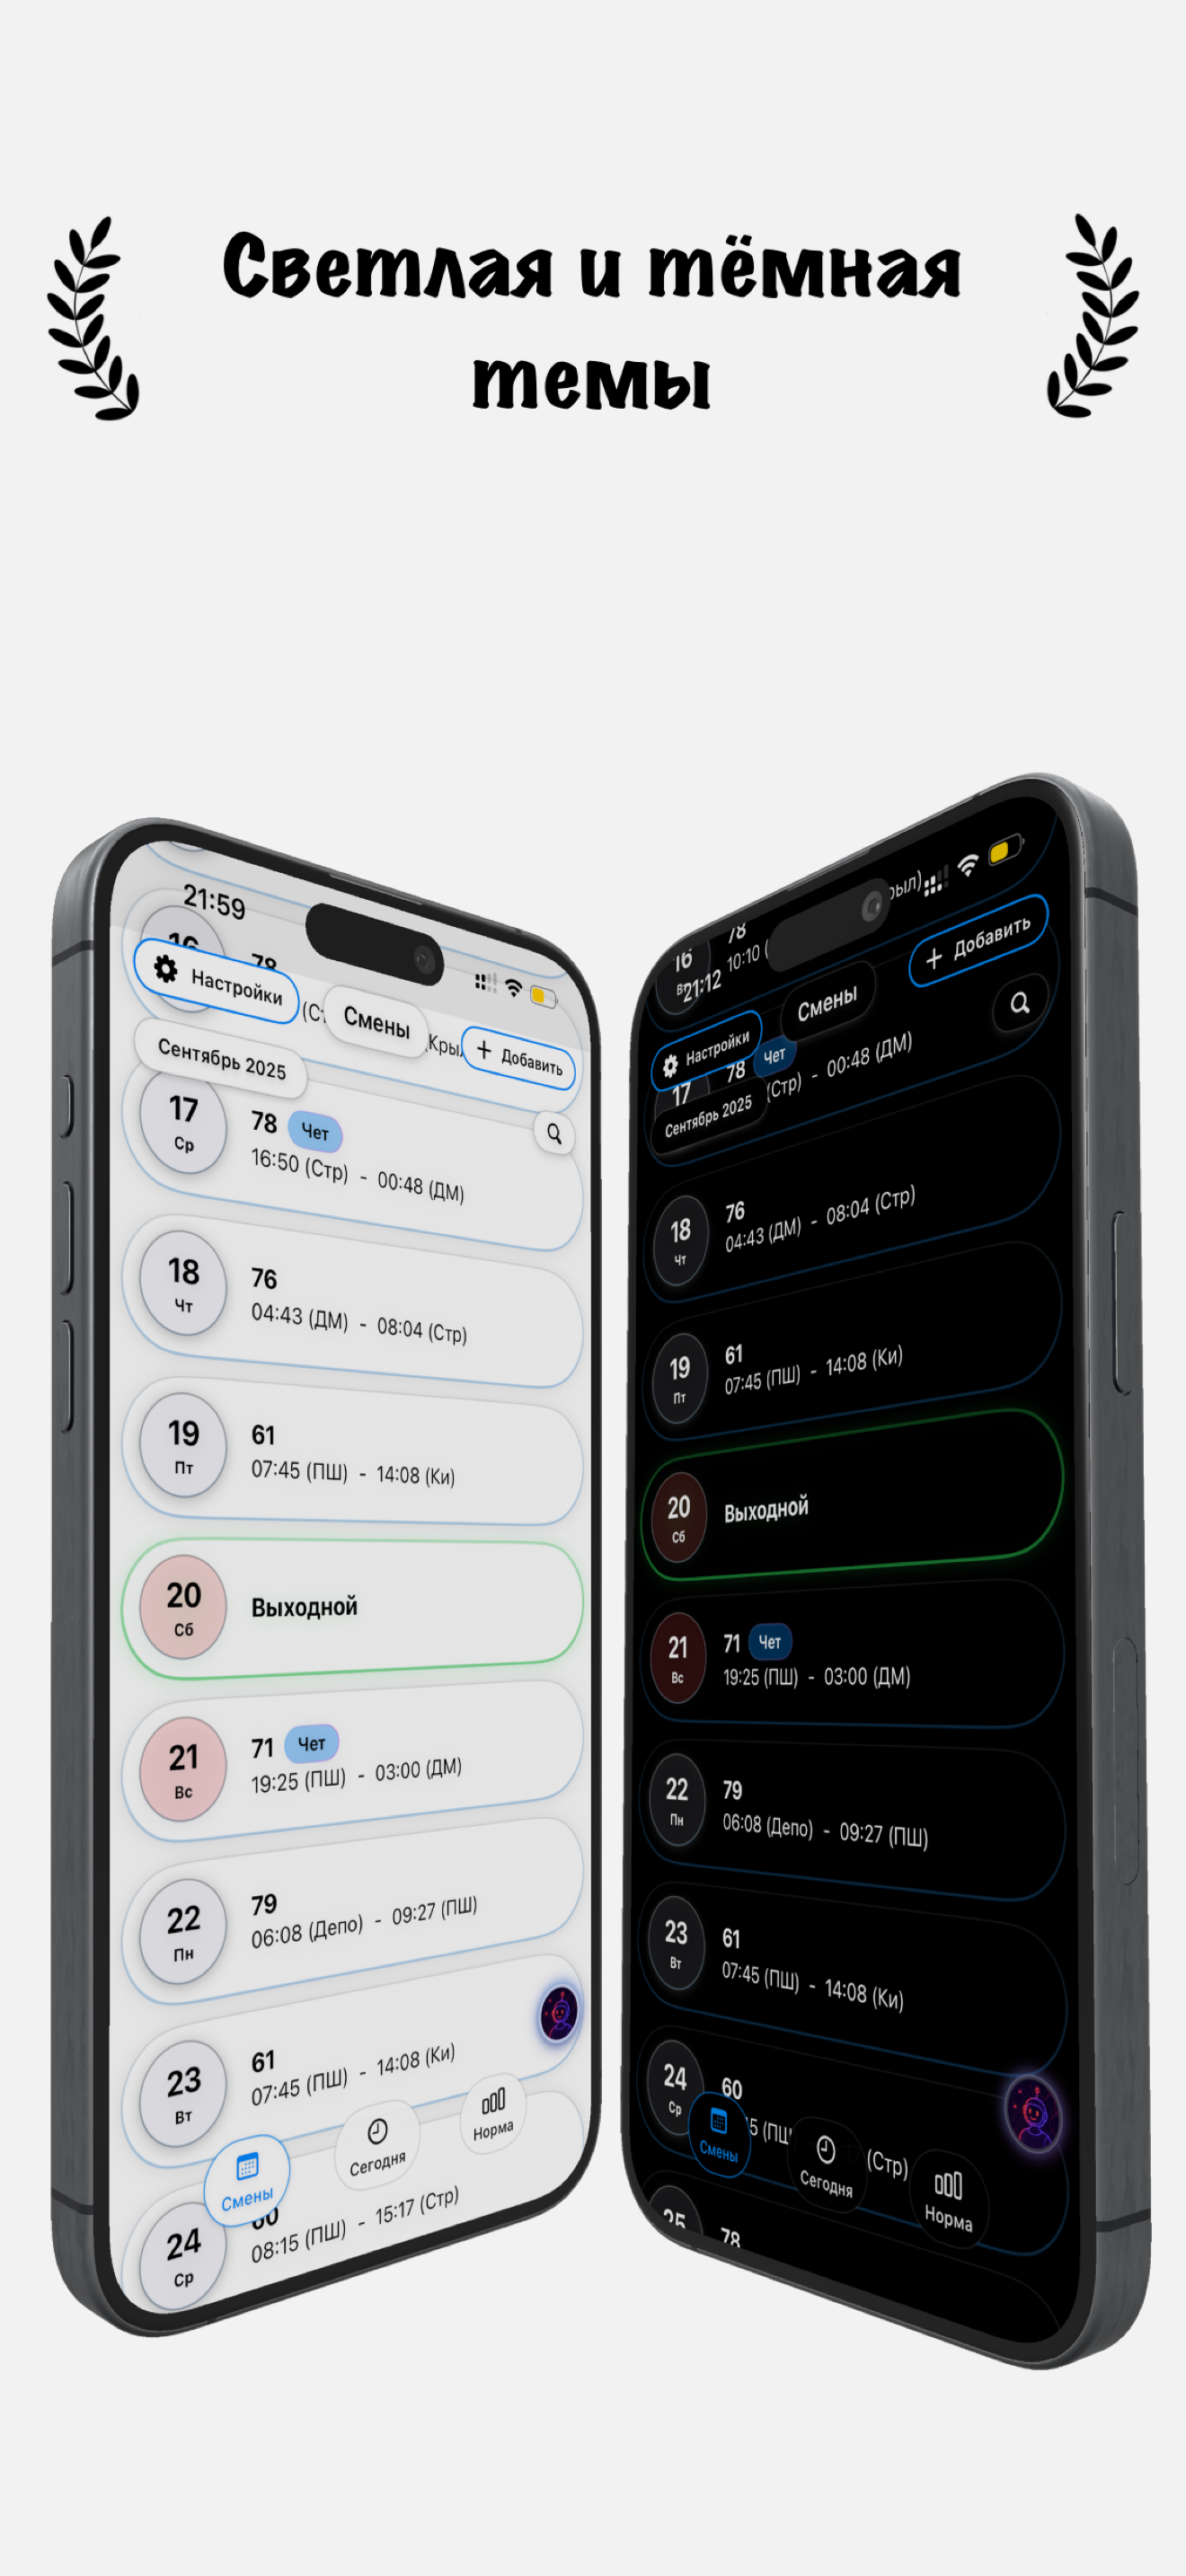 Светлая и тёмная
темы
21:59
16
78
Настройки
Смены
Добавить
Сентябрь 2025
17
Ср
78 Чет
16:50 (Стр) - 00:48 (ДМ)
18
Чт
76
04:43 (ДМ) - 08:04 (Стр)
19
Пт
61
07:45 (ПШ) - 14:08 (Ки)
20
Сб
Выходной
21
Вс
71 Чет
19:25 (ПШ) - 03:00 (ДМ)
22
Пн
79
06:08 (Депо) - 09:27 (ПШ)
23
Вт
61
07:45 (ПШ) - 14:08 (Ки)
Смены
Сегодня
Норма
24
Ср
60
08:15 (ПШ) - 15:17 (Стр)
16
78
10:10
21:12
Настройки
Смены
Добавить
Сентябрь 2025
17
78 Чет
(Стр) - 00:48 (ДМ)
18
Чт
76
04:43 (ДМ) - 08:04 (Стр)
19
Пт
61
07:45 (ПШ) - 14:08 (Ки)
20
Сб
Выходной
21
Вс
71 Чет
19:25 (ПШ) - 03:00 (ДМ)
22
Пн
79
06:08 (Депо) - 09:27 (ПШ)
23
Вт
61
07:45 (ПШ) - 14:08 (Ки)
24
Ср
60
(Стр)
Смены
Сегодня
Норма
25
78